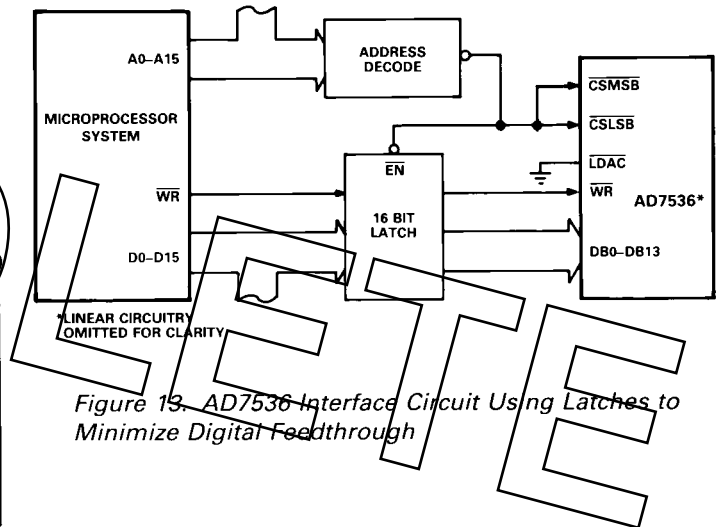 A0–A15
ADDRESS
DECODE
MICROPROCESSOR
SYSTEM
CSMSB
CSLSB
LDAC
WR
AD7536*
DB0–DB13
EN
WR
16 BIT
LATCH
D0–D15
*LINEAR CIRCUITRY
OMITTED FOR CLARITY
LETE
Figure 13. AD7536 Interface Circuit Using Latches to
Minimize Digital Feedthrough